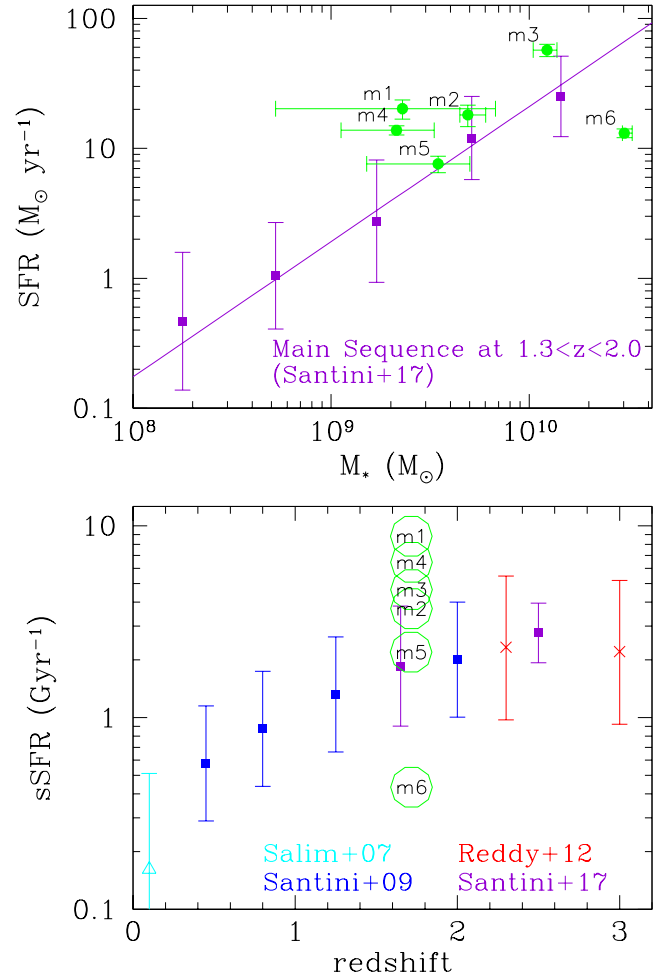 100
10
1
0.1
SFR (M⊙ yr⁻¹)
m3
m1
m2
m4
m6
m5
Main Sequence at 1.3<z<2.0
(Santini+17)
10⁸
10⁹
10¹⁰
M* (M⊙)
10
1
0.1
sSFR (Gyr⁻¹)
m1
m4
m3
m2
m5
m6
Salim+07
Reddy+12
Santini+09
Santini+17
0
1
2
3
redshift